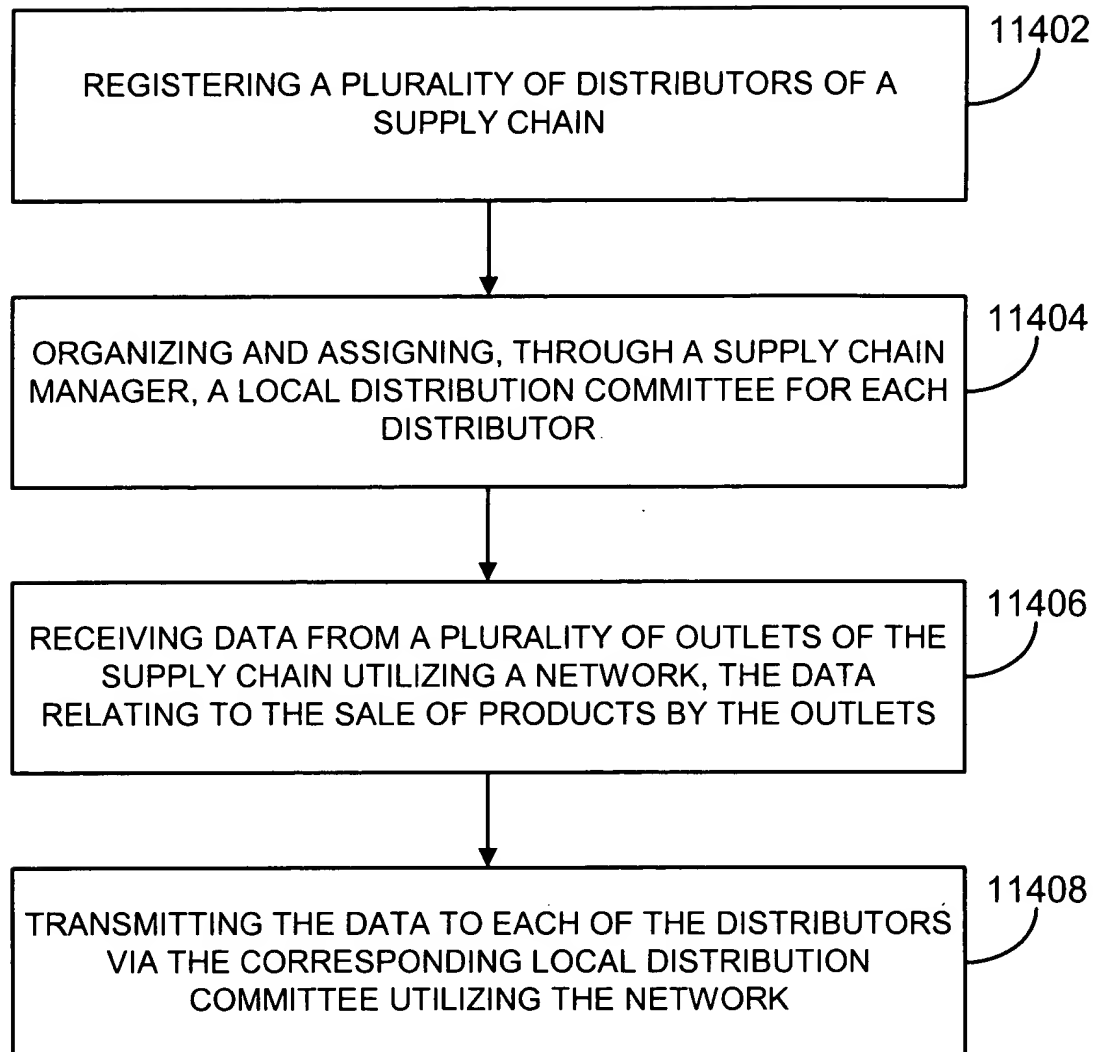 11402
REGISTERING A PLURALITY OF DISTRIBUTORS OF A
SUPPLY CHAIN
11404
ORGANIZING AND ASSIGNING, THROUGH A SUPPLY CHAIN
MANAGER, A LOCAL DISTRIBUTION COMMITTEE FOR EACH
DISTRIBUTOR
11406
RECEIVING DATA FROM A PLURALITY OF OUTLETS OF THE
SUPPLY CHAIN UTILIZING A NETWORK, THE DATA
RELATING TO THE SALE OF PRODUCTS BY THE OUTLETS
11408
TRANSMITTING THE DATA TO EACH OF THE DISTRIBUTORS
VIA THE CORRESPONDING LOCAL DISTRIBUTION
COMMITTEE UTILIZING THE NETWORK